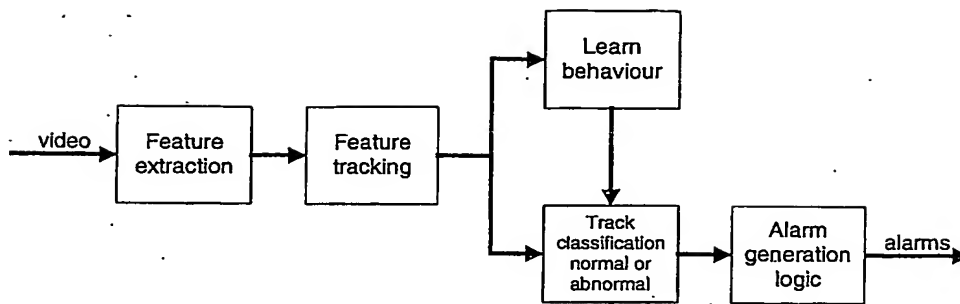 video
Feature
extraction
Feature
tracking
Learn
behaviour
Track
classification
normal or
abnormal
Alarm
generation
logic
alarms